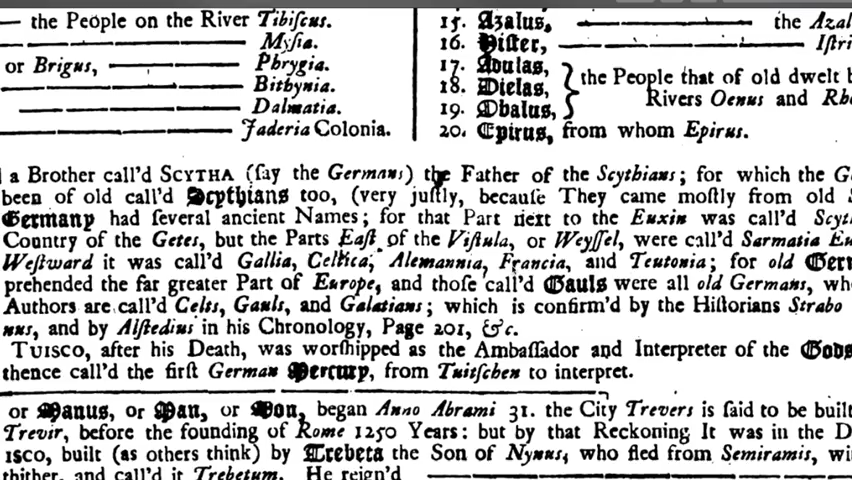 — the People on the River Tibiſcus.
Myſia.
or Brigus, Phrygia.
Bithynia.
Dalmatia.
Jaderia Colonia.
15. Azalus, the Azal
16. Hiſter, Iſtri
17. Adulas,
18. Dietas,
19. Obalus,
the People that of old dwelt b
Rivers Oenus and Rho
20. Epirus, from whom Epirus.
a Brother call'd SCYTHA (ſay the Germans) the Father of the Scythians; for which the G
been of old call'd Scythians too, (very juſtly, becauſe They came moſtly from old S
Germany had ſeveral ancient Names; for that Part next to the Euxin was call'd Scyt
Country of the Getes, but the Parts Eaſt of the Viſtula, or Weyſſel, were call'd Sarmatia Eu
Weſtward it was call'd Gallia, Celtica, Alemannia, Francia, and Teutonia; for old Germ
prehended the far greater Part of Europe, and thoſe call'd Gauls were all old Germans, wh
Authors are call'd Celts, Gauls, and Galatians; which is confirm'd by the Hiſtorians Strabo
nus, and by Alſtedius in his Chronology, Page 201, &c.
TUISCO, after his Death, was worſhipped as the Ambaſſador and Interpreter of the Gods
thence call'd the firſt German Mercury, from Tuitſchen to interpret.
or Manus, or Man, or Mon, began Anno Abrami 31. the City Trevers is ſaid to be built
Trevir, before the founding of Rome 1250 Years: but by that Reckoning It was in the D
ISCO, built (as others think) by Trebeta the Son of Nynus, who fled from Semiramis, wi
thither, and call'd it Trebetum. He reign'd